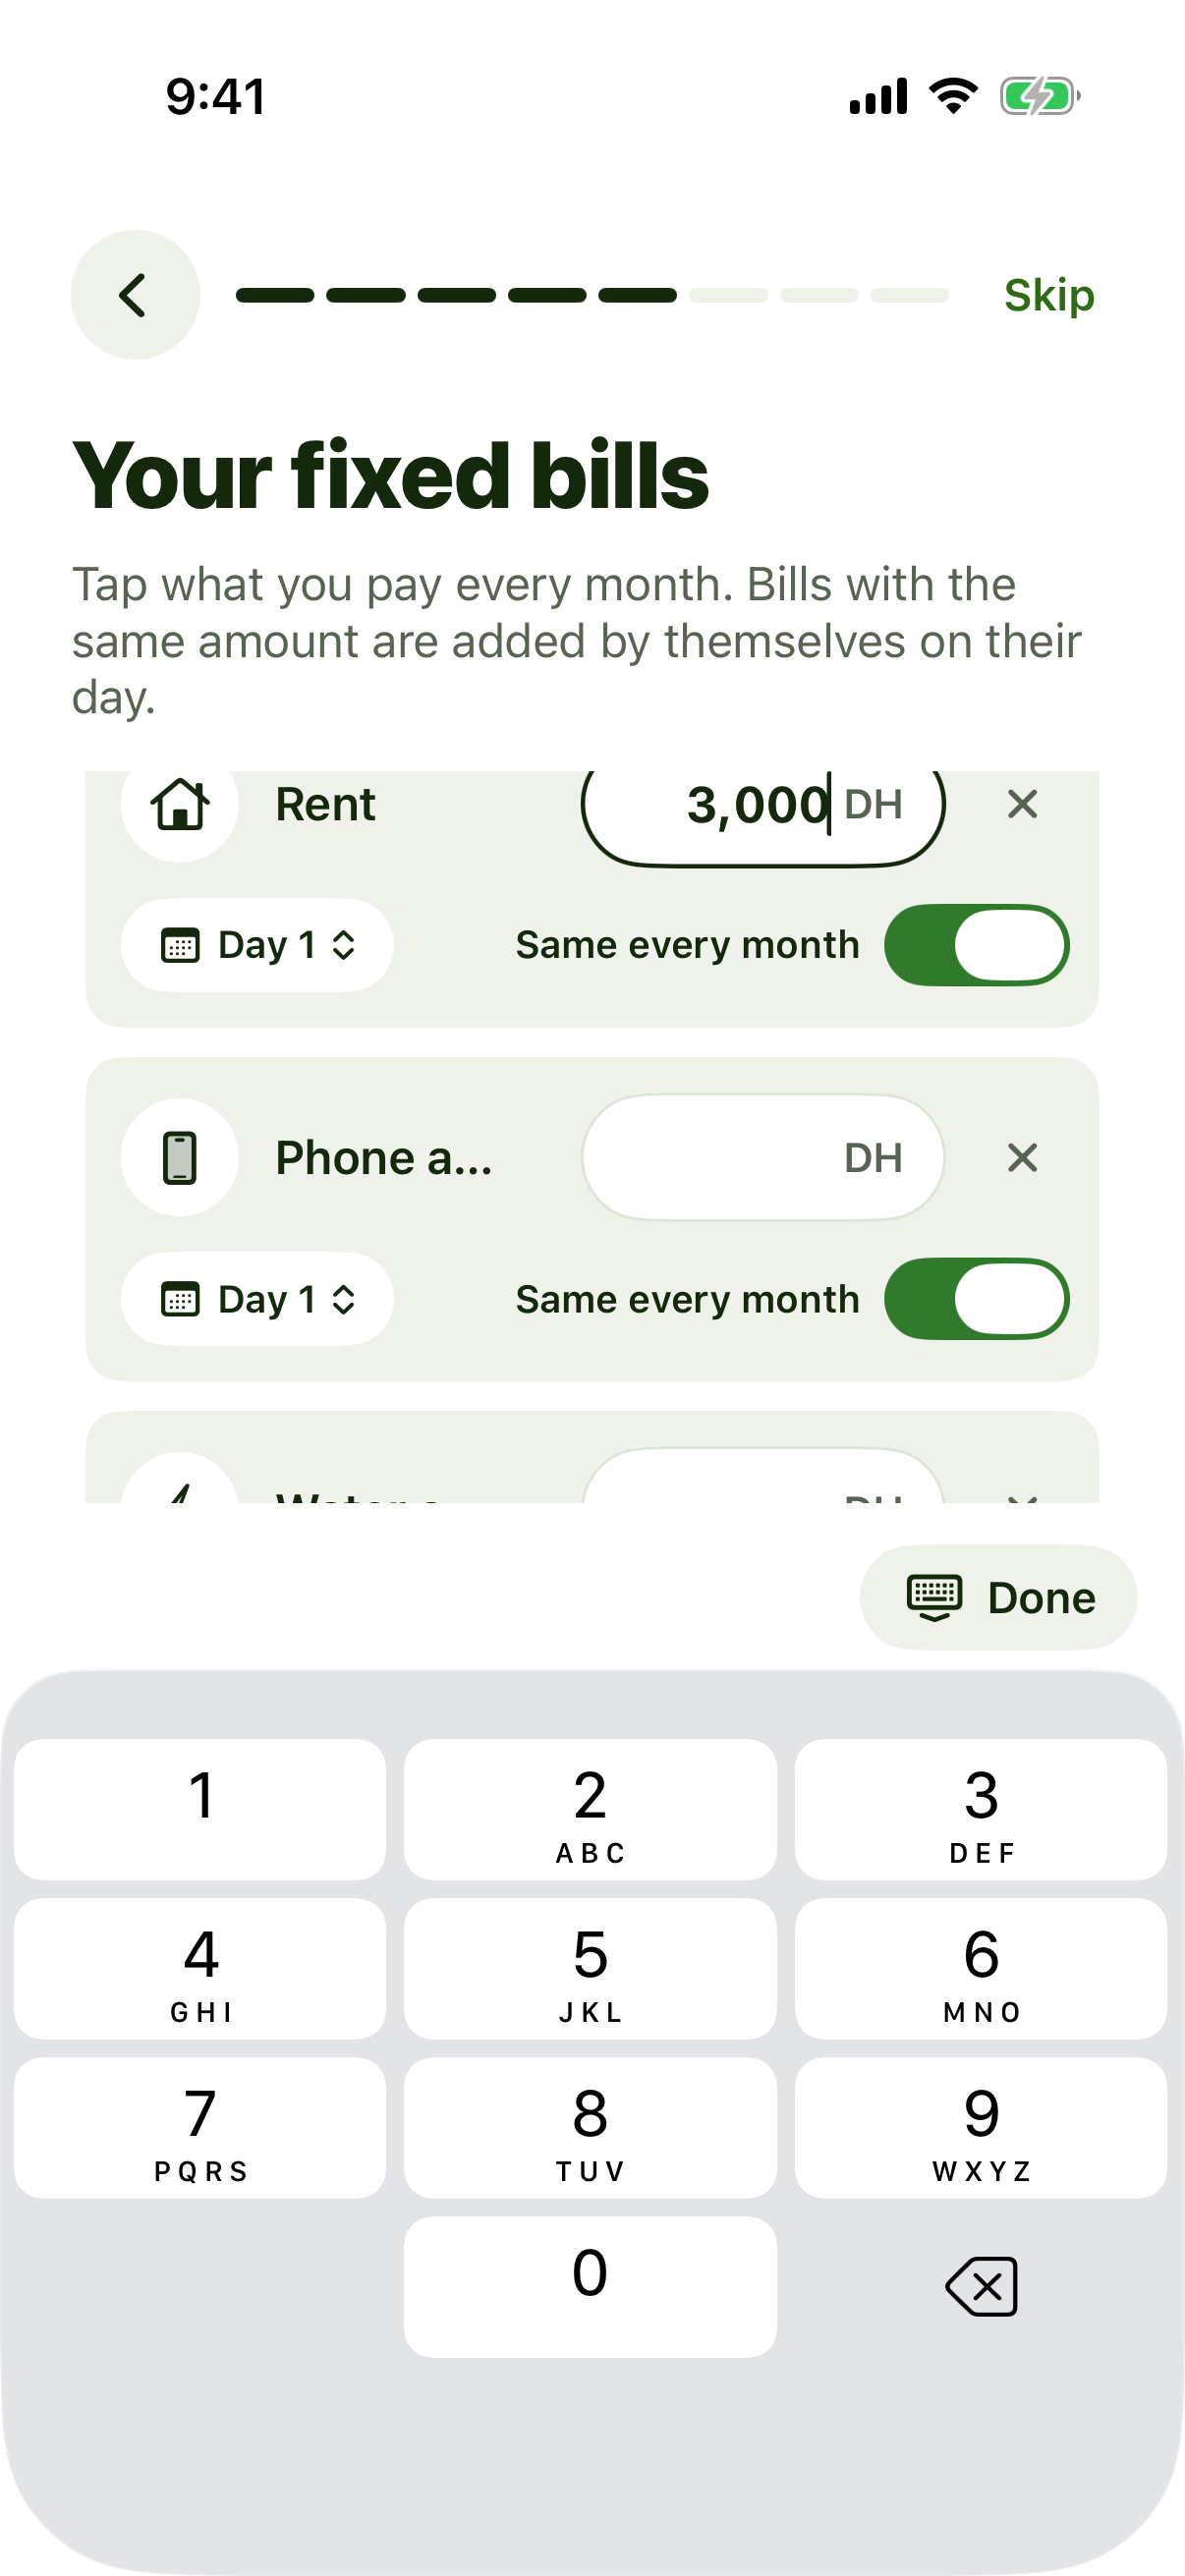 9:41
Skip
Your fixed bills
Tap what you pay every month. Bills with the
same amount are added by themselves on their
day.
Rent 3,000 DH
Day 1 Same every month
Phone a... DH
Day 1 Same every month
DH
Done
1
2 ABC
3 DEF
4 GHI
5 JKL
6 MNO
7 PQRS
8 TUV
9 WXYZ
0